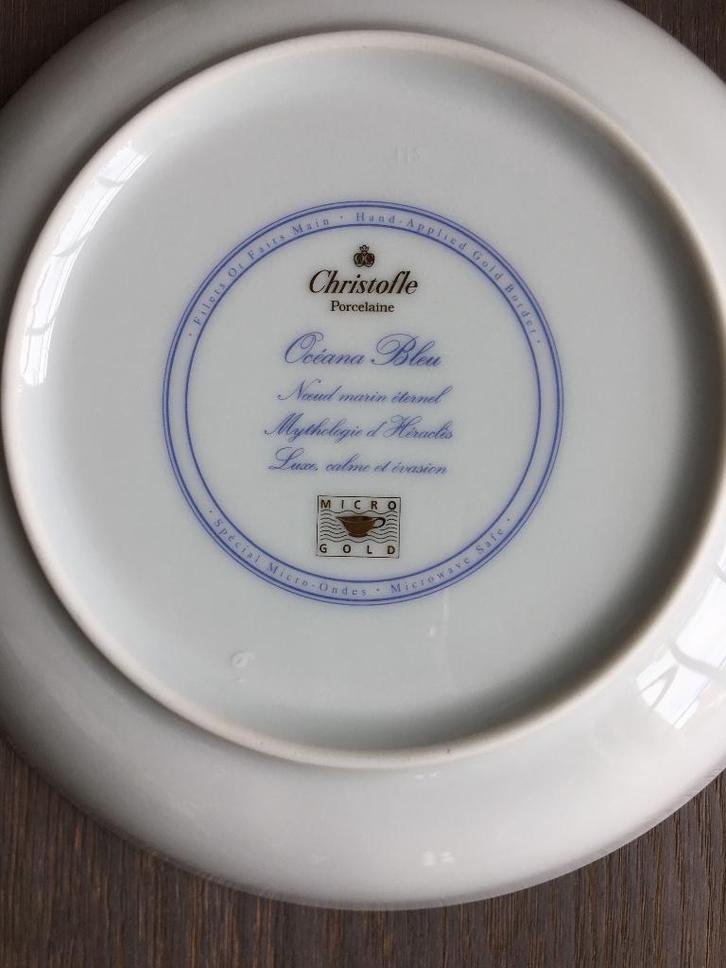 Filets Or Faits Main · Hand-Applied Gold Border
Christofle
Porcelaine
Océana Bleu
Nœud marin éternel
Mythologie d'Héraclès
Luxe, calme et évasion
MICRO
GOLD
Spécial Micro-Ondes · Microwave Safe